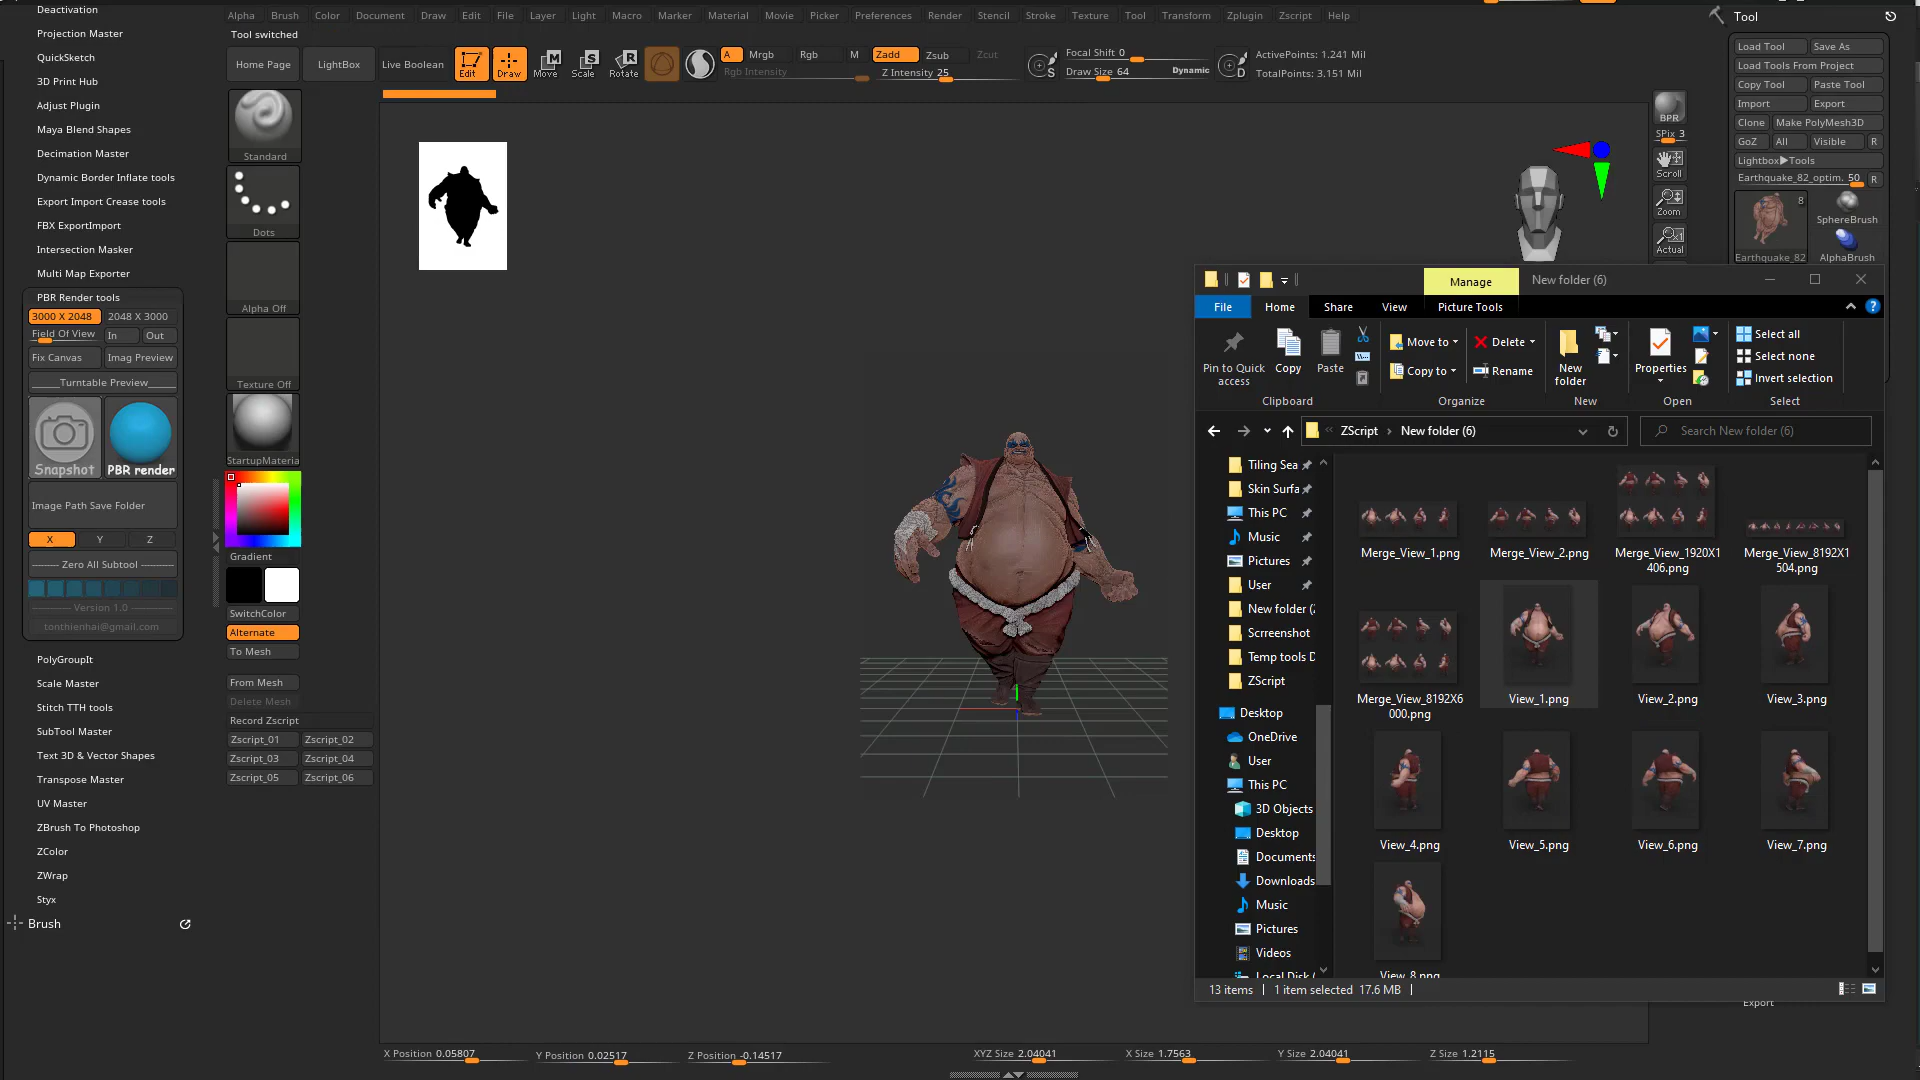 Deactivation
Projection Master
QuickSketch
3D Print Hub
Adjust Plugin
Maya Blend Shapes
Decimation Master
Dynamic Border Inflate tools
Export Import Crease tools
FBX ExportImport
Intersection Masker
Multi Map Exporter
PBR Render tools
3000 X 2048
2048 X 3000
Field Of View
In
Out
Fix Canvas
Imag Preview
_____Turntable Preview_____
Snapshot
PBR render
Image Path Save Folder
X
Y
Z
--------- Zero All Subtool -----------
--------------- Version 1.0 ---------------
tonthienhai@gmail.com
PolyGroupIt
Scale Master
Stitch TTH tools
SubTool Master
Text 3D & Vector Shapes
Transpose Master
UV Master
ZBrush To Photoshop
ZColor
ZWrap
Styx
Brush
Alpha
Brush
Color
Document
Draw
Edit
File
Layer
Light
Macro
Marker
Material
Movie
Picker
Preferences
Render
Stencil
Stroke
Texture
Tool
Transform
Zplugin
Zscript
Help
Tool switched
Home Page
LightBox
Live Boolean
Edit
Draw
Move
Scale
Rotate
A
Mrgb
Rgb
M
Zadd
Zsub
Zcut
Rgb Intensity
Z Intensity 25
S
Focal Shift 0
Draw Size 64
Dynamic
D
ActivePoints: 1.241 Mil
TotalPoints: 3.151 Mil
Standard
Dots
Alpha Off
Texture Off
StartupMateria
Gradient
SwitchColor
Alternate
To Mesh
From Mesh
Delete Mesh
Record Zscript
Zscript_01
Zscript_02
Zscript_03
Zscript_04
Zscript_05
Zscript_06
BPR
SPix 3
Scroll
Zoom
Actual
Tool
Load Tool
Save As
Load Tools From Project
Copy Tool
Paste Tool
Import
Export
Clone
Make PolyMesh3D
GoZ
All
Visible
R
Lightbox▶Tools
Earthquake_82_optim. 50
R
8
Earthquake_82
SphereBrush
AlphaBrush
Manage
New folder (6)
File
Home
Share
View
Picture Tools
Pin to Quick
access
Copy
Paste
Clipboard
Move to
Copy to
Delete
Rename
Organize
New
folder
New
Properties
Open
Select all
Select none
Invert selection
Select
ZScript
New folder (6)
Search New folder (6)
Tiling Sea
Skin Surfa
This PC
Music
Pictures
User
New folder (2
Scrreenshot
Temp tools D
ZScript
Desktop
OneDrive
User
This PC
3D Objects
Desktop
Documents
Downloads
Music
Pictures
Videos
Local Disk (
Merge_View_1.png
Merge_View_2.png
Merge_View_1920X1
406.png
Merge_View_8192X1
504.png
Merge_View_8192X6
000.png
View_1.png
View_2.png
View_3.png
View_4.png
View_5.png
View_6.png
View_7.png
View_8.png
13 items
1 item selected 17.6 MB
Export
X Position 0.05807
Y Position 0.02517
Z Position -0.14517
XYZ Size 2.04041
X Size 1.7563
Y Size 2.04041
Z Size 1.2115